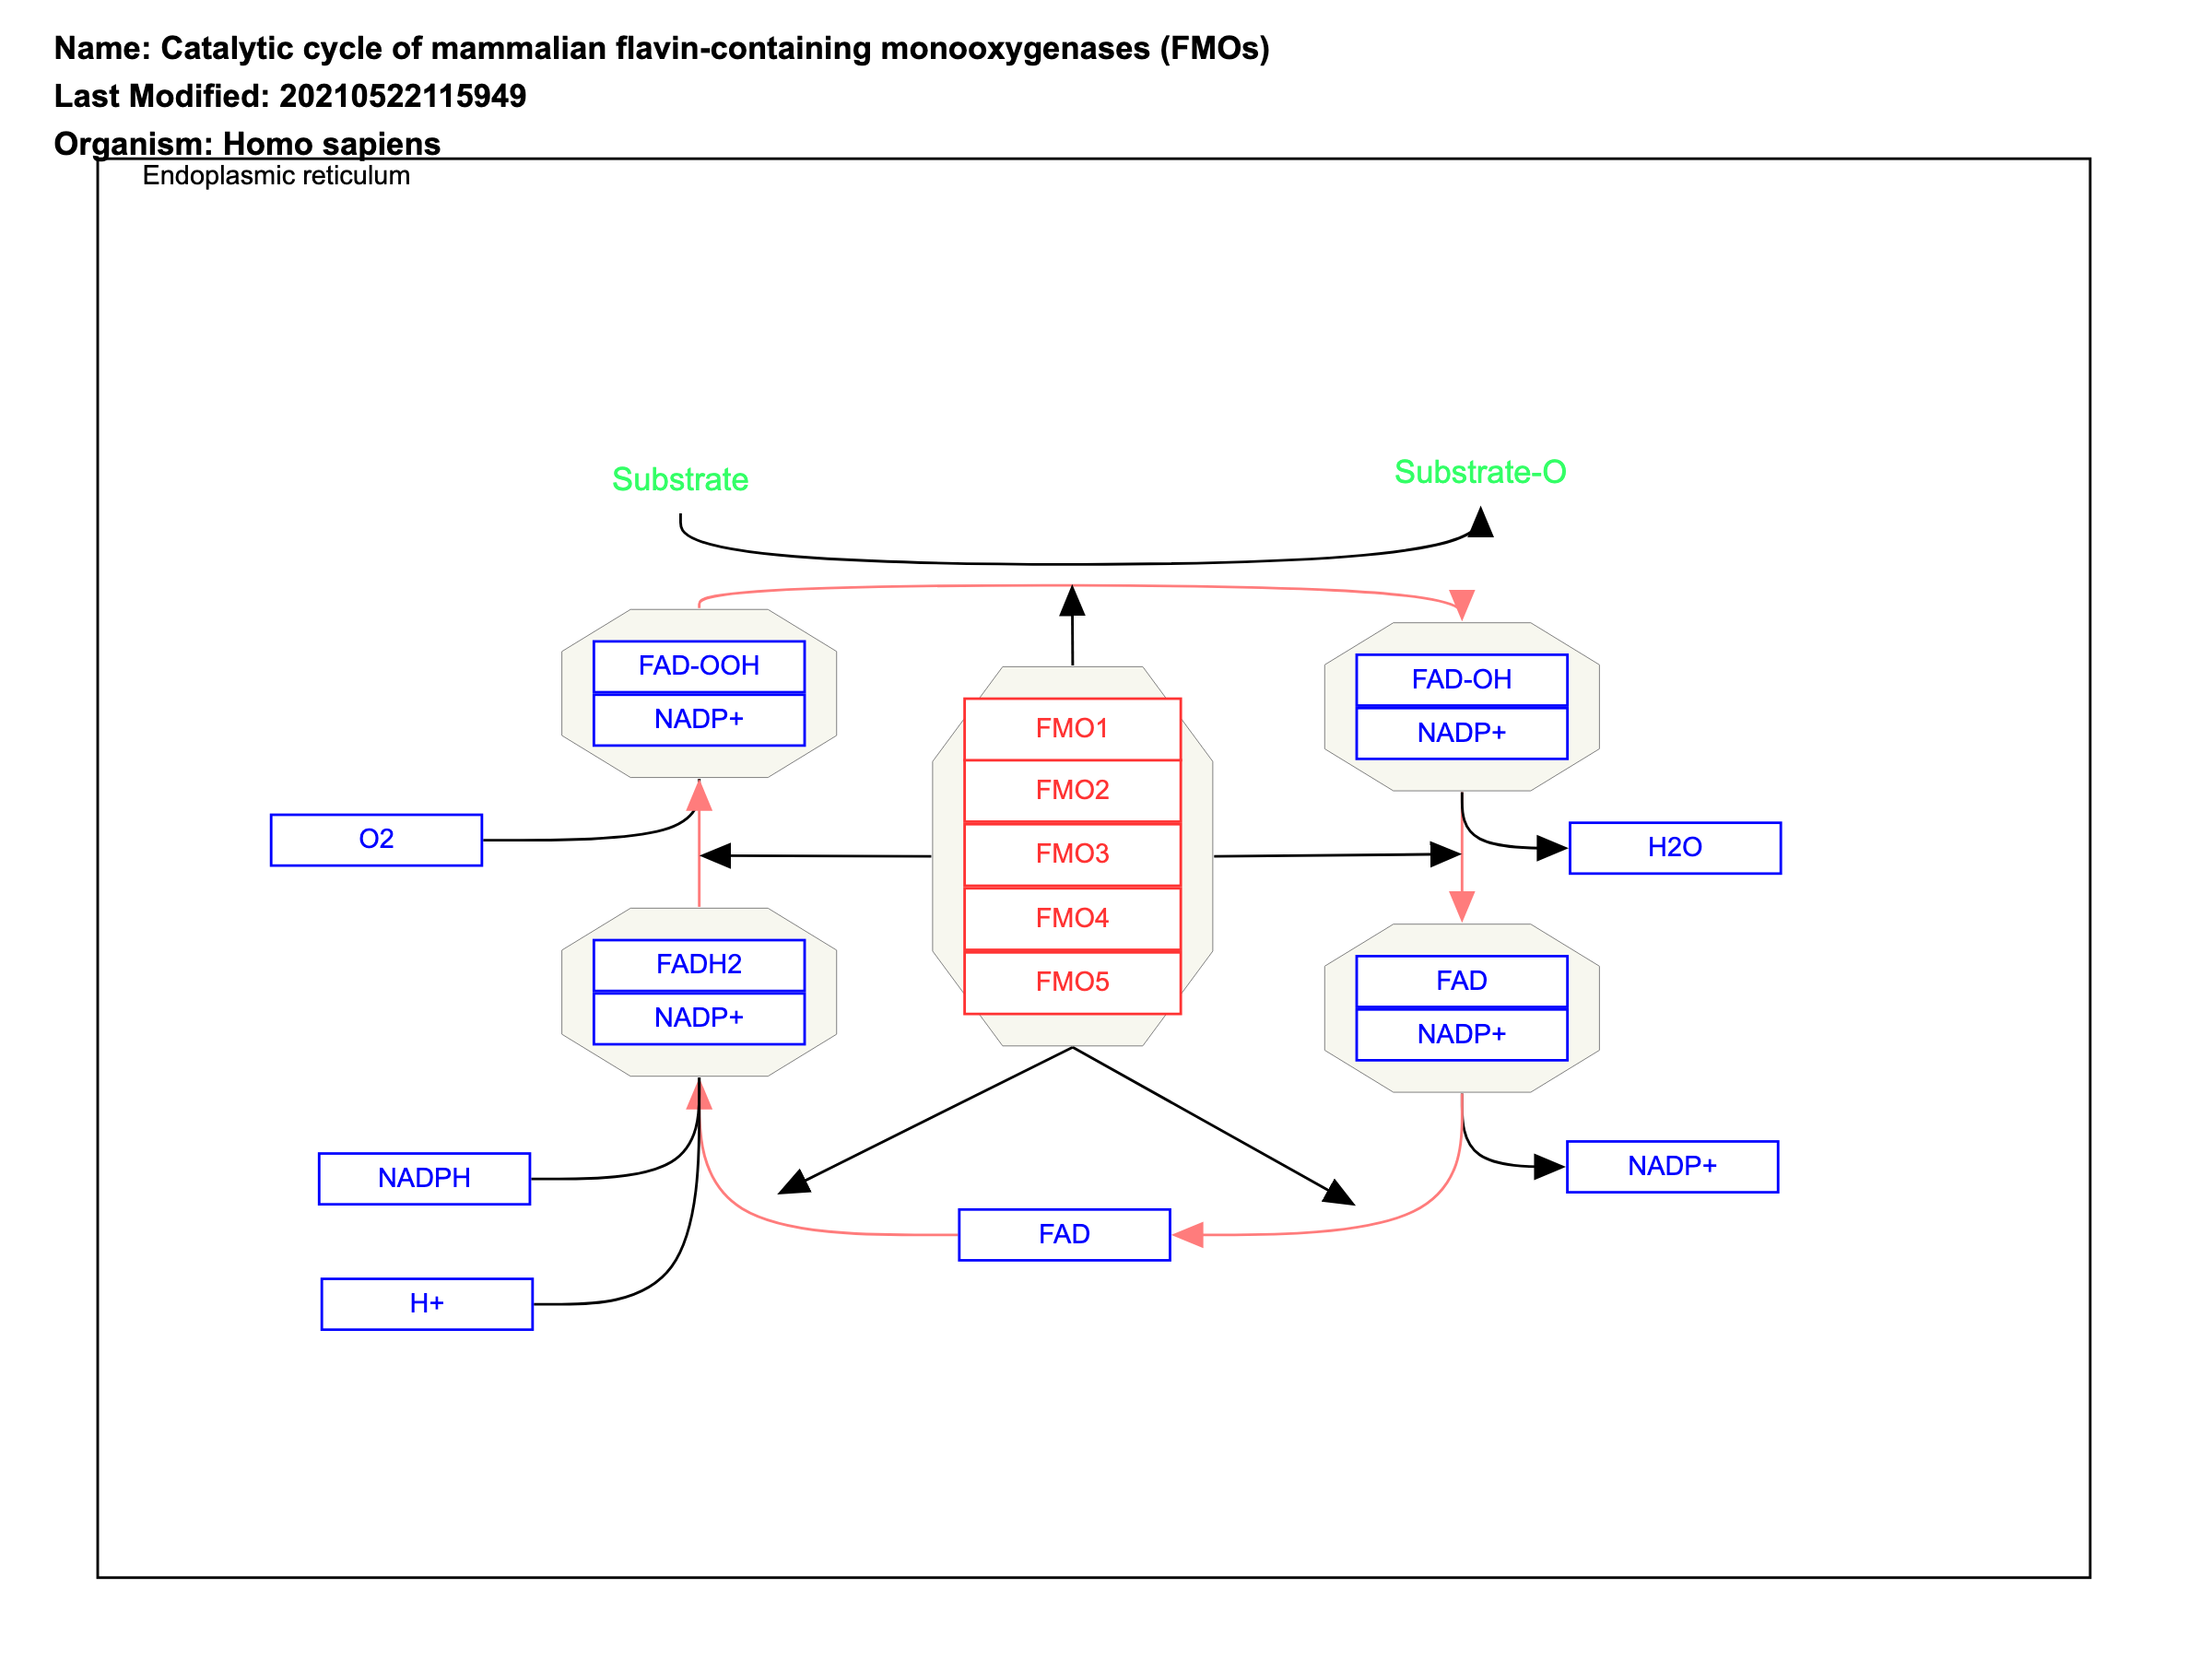 Name: Catalytic cycle of mammalian flavin-containing monooxygenases (FMOs)
Last Modified: 20210522115949
Organism: Homo sapiens
Endoplasmic reticulum
Substrate
Substrate-O
FAD-OOH
NADP+
FAD-OH
NADP+
FMO1
FMO2
FMO3
FMO4
FMO5
O2
H2O
FADH2
NADP+
FAD
NADP+
NADPH
NADP+
FAD
H+